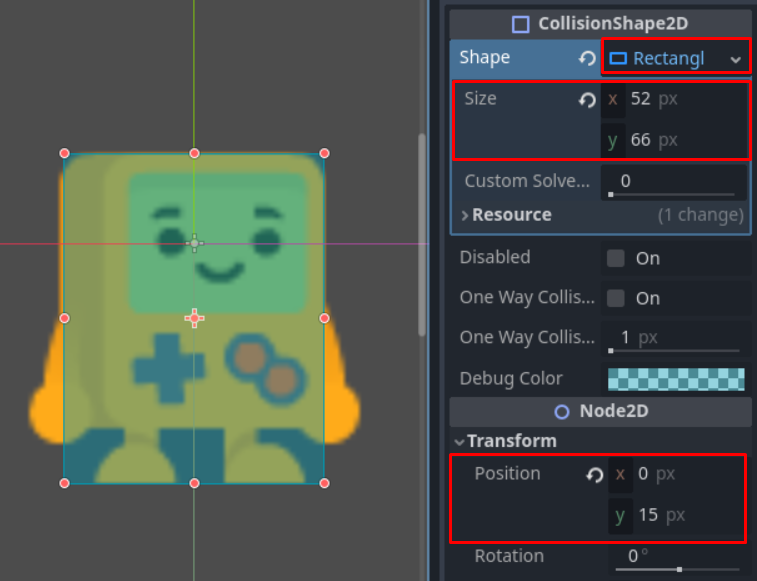 CollisionShape2D
Shape Rectangl
Size x 52 px
y 66 px
Custom Solve... 0
Resource (1 change)
Disabled On
One Way Collis... On
One Way Collis... 1 px
Debug Color
Node2D
Transform
Position x 0 px
y 15 px
Rotation 0 °